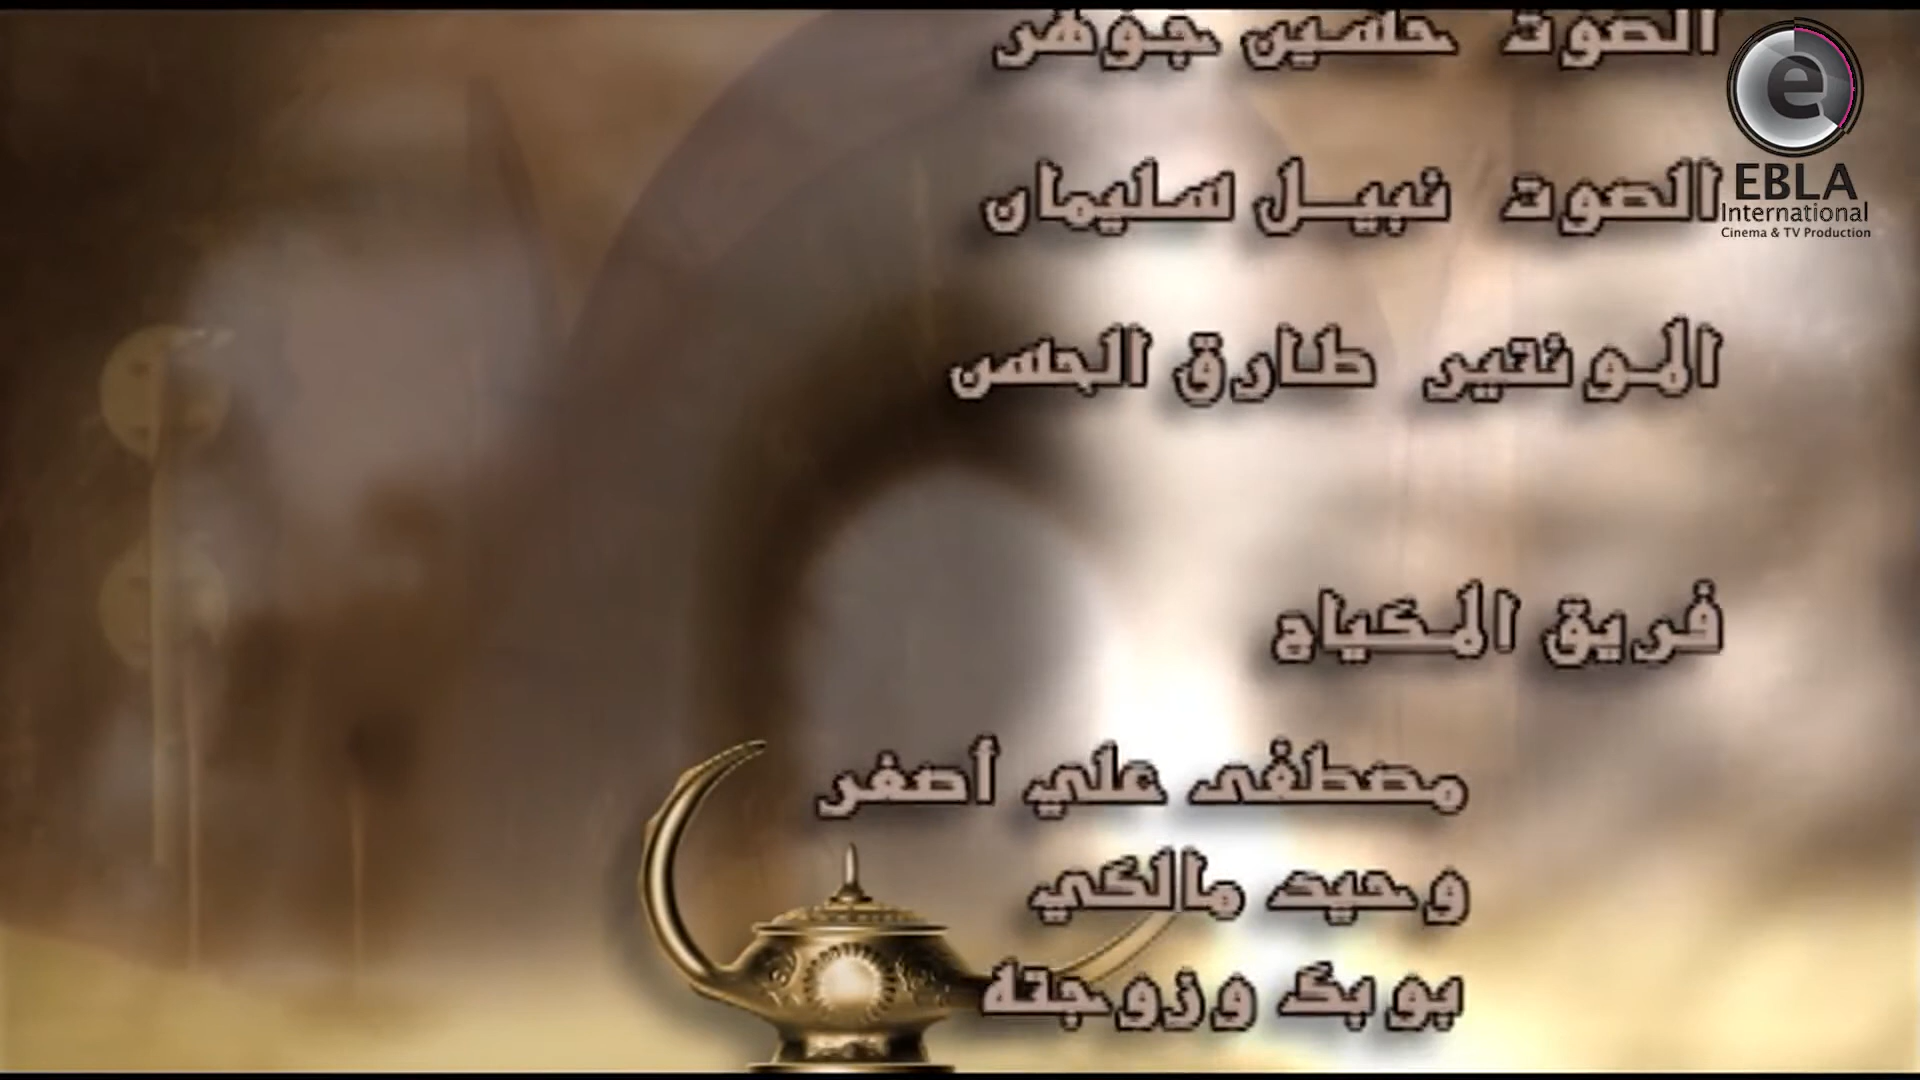 الصوت حسين جوهر
الصوت نبيل سليمان
المونتير طارق الحسن
فريق المكياج
مصطفى علي أصفر
وحيد مالكي
بوبك وزوجته
e
EBLA
International
Cinema & TV Production